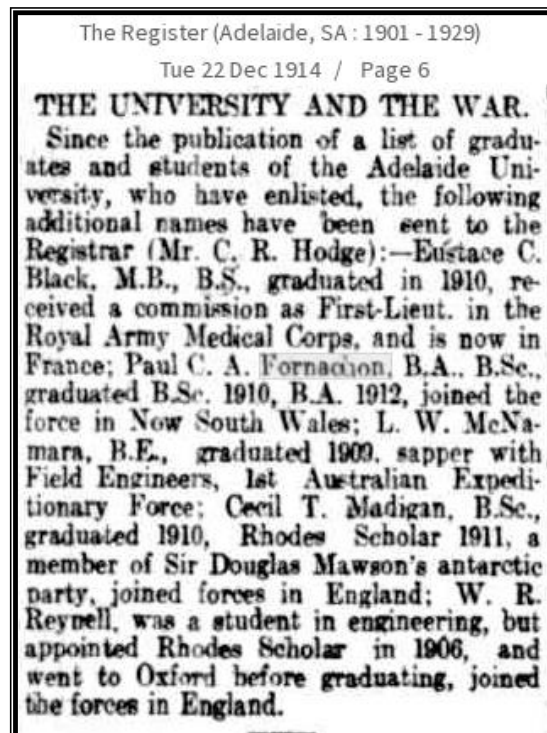 The Register (Adelaide, SA : 1901 - 1929)
Tue 22 Dec 1914 / Page 6
THE UNIVERSITY AND THE WAR.
Since the publication of a list of gradu-
ates and students of the Adelaide Uni-
versity, who have enlisted, the following
additional names have been sent to the
Registrar (Mr. C. R. Hodge):—Eustace C.
Black, M.B., B.S., graduated in 1910, re-
ceived a commission as First-Lieut. in the
Royal Army Medical Corps, and is now in
France; Paul C. A. Fornachon, B.A., B.Sc.,
graduated B.Sc. 1910, B.A. 1912, joined the
force in New South Wales; L. W. McNa-
mara, B.E., graduated 1909, sapper with
Field Engineers, 1st Australian Expedi-
tionary Force; Cecil T. Madigan, B.Sc.,
graduated 1910, Rhodes Scholar 1911, a
member of Sir Douglas Mawson's antarctic
party, joined forces in England; W. R.
Reynell, was a student in engineering, but
appointed Rhodes Scholar in 1906, and
went to Oxford before graduating, joined
the forces in England.